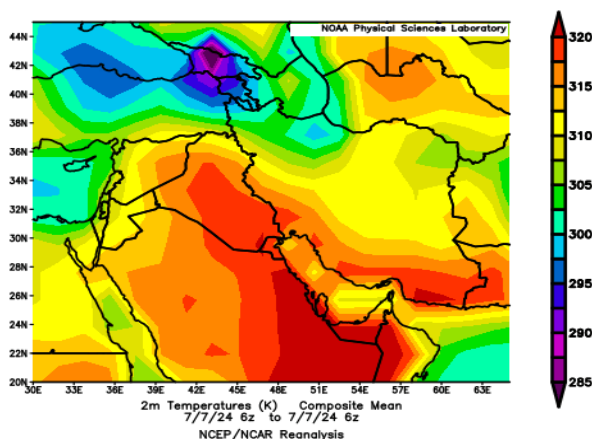 NOAA Physical Sciences Laboratory
44N
42N
40N
38N
36N
34N
32N
30N
28N
26N
24N
22N
20N
30E 33E 36E 39E 42E 45E 48E 51E 54E 57E 60E 63E
320
315
310
305
300
295
290
285
2m Temperatures (K) Composite Mean
7/7/24 6z to 7/7/24 6z
NCEP/NCAR Reanalysis